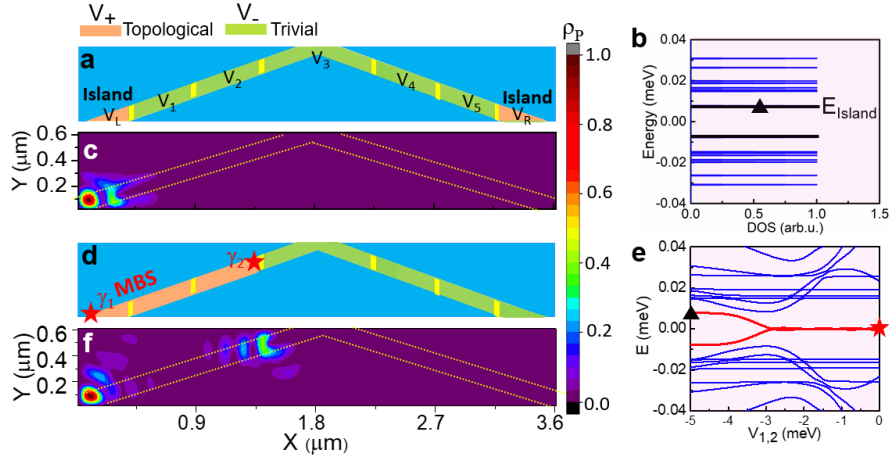 V₊ Topological V₋ Trivial
a
Island V_L V₁ V₂ V₃ V₄ V₅ Island V_R
ρ_P
1.0
0.8
0.6
0.4
0.2
0.0
b
Energy (meV)
0.04
0.02
0.00
-0.02
-0.04
E_Island
0.0 0.5 1.0 1.5
DOS (arb.u.)
c
Y (μm)
0.6
0.4
0.2
d
γ₁ MBS γ₂
e
E (meV)
0.04
0.02
0.00
-0.02
-0.04
-5 -4 -3 -2 -1 0
V₁,₂ (meV)
f
Y (μm)
0.6
0.4
0.2
0.9 1.8 2.7 3.6
X (μm)